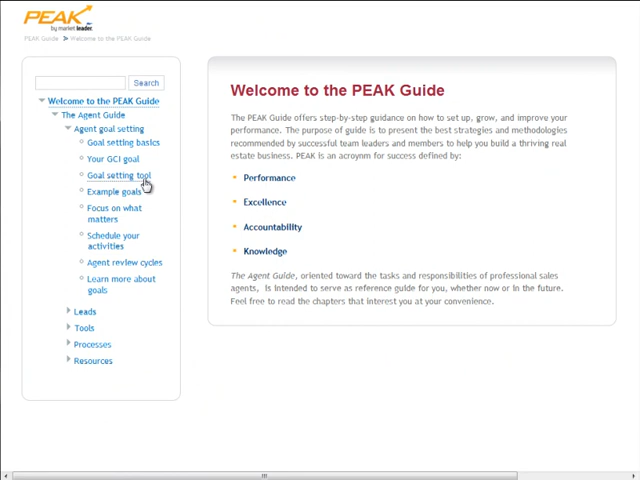 PEAK
by market leader.
PEAK Guide > Welcome to the PEAK Guide
Search
Welcome to the PEAK Guide
The Agent Guide
Agent goal setting
Goal setting basics
Your GCI goal
Goal setting tool
Example goals
Focus on what
matters
Schedule your
activities
Agent review cycles
Learn more about
goals
Leads
Tools
Processes
Resources
Welcome to the PEAK Guide
The PEAK Guide offers step-by-step guidance on how to set up, grow, and improve your
performance. The purpose of guide is to present the best strategies and methodologies
recommended by successful team leaders and members to help you build a thriving real
estate business. PEAK is an acroynm for success defined by:
Performance
Excellence
Accountability
Knowledge
The Agent Guide, oriented toward the tasks and responsibilities of professional sales
agents, is intended to serve as reference guide for you, whether now or in the future.
Feel free to read the chapters that interest you at your convenience.